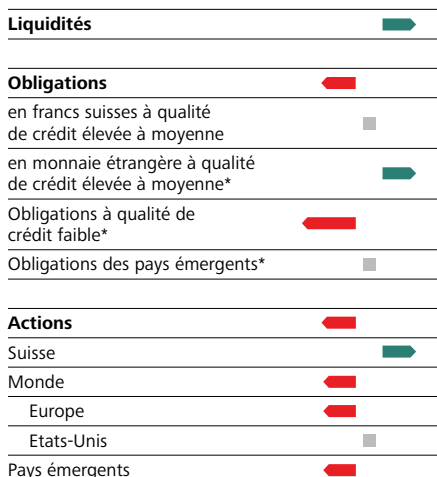 Liquidités
Obligations
en francs suisses à qualité
de crédit élevée à moyenne
en monnaie étrangère à qualité
de crédit élevée à moyenne*
Obligations à qualité de
crédit faible*
Obligations des pays émergents*
Actions
Suisse
Monde
Europe
Etats-Unis
Pays émergents